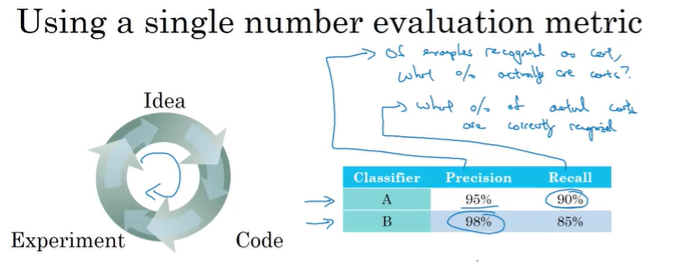 Using a single number evaluation metric
→ Of examples recognized as cat,
what % actually are cats?
→ what % of actual cats
are correctly recognized
Idea
Experiment
Code
Classifier Precision Recall
A 95% 90%
B 98% 85%